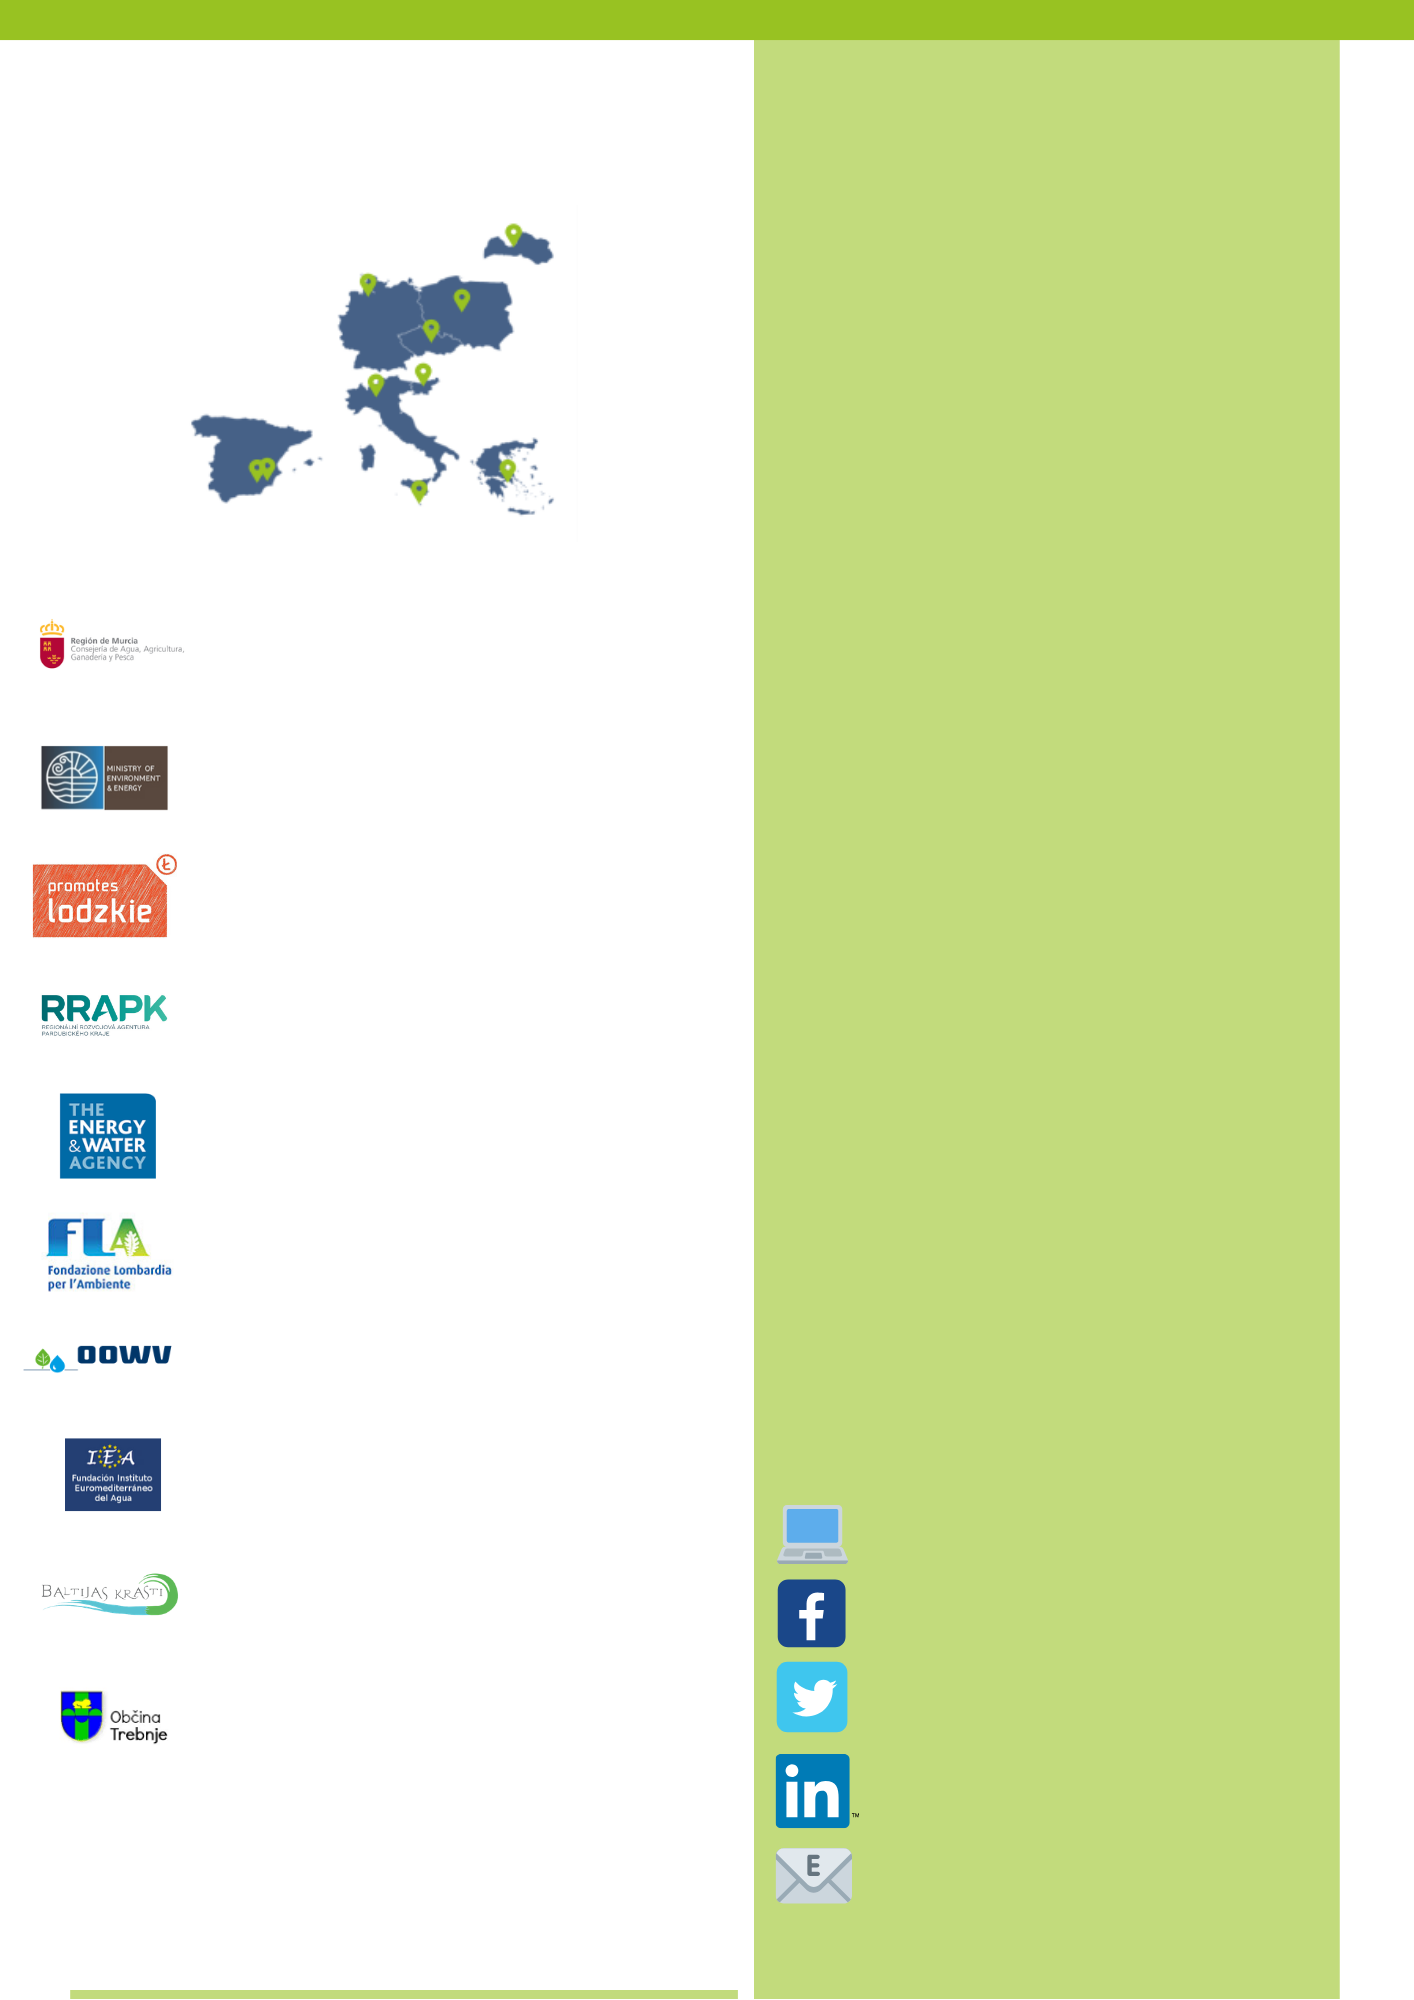 Región de Murcia
Consejería de Agua, Agricultura,
Ganadería y Pesca
MINISTRY OF
ENVIRONMENT
& ENERGY
Ł
promotes
lodzkie
RRAPK
REGIONÁLNÍ ROZVOJOVÁ AGENTURA
PARDUBICKÉHO KRAJE
THE
ENERGY
& WATER
AGENCY
FLA
Fondazione Lombardia
per l'Ambiente
OOWV
IEA
Fundación Instituto
Euromediterráneo
del Agua
BALTIJAS KRASTI
Občina
Trebnje
f
in
TM
E